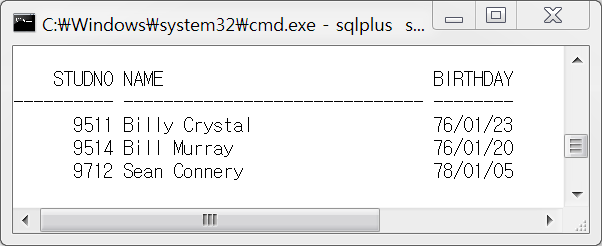 C:₩Windows₩system32₩cmd.exe - sqlplus s...
STUDNO NAME BIRTHDAY
---------- ------------------------------ --------
9511 Billy Crystal 76/01/23
9514 Bill Murray 76/01/20
9712 Sean Connery 78/01/05